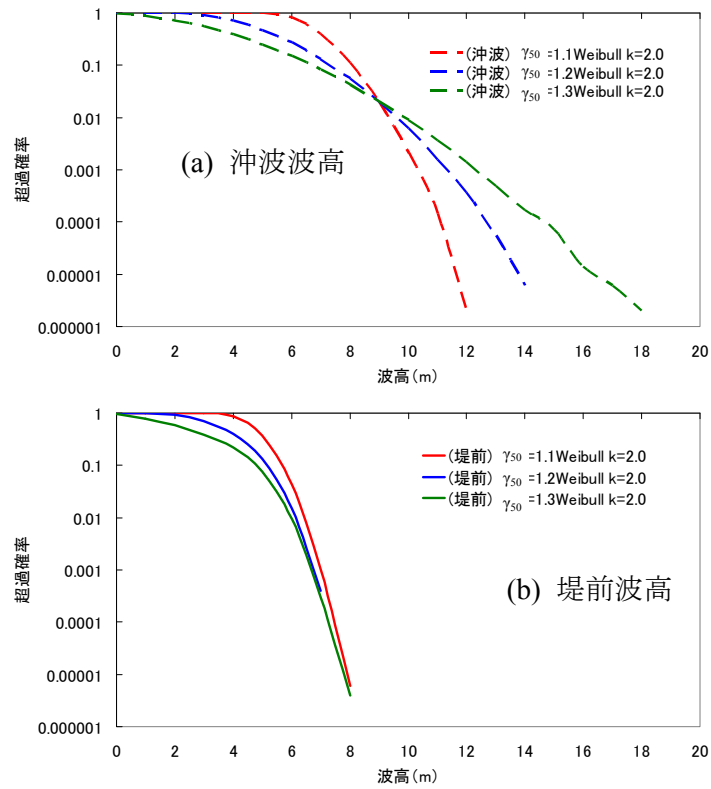 1
0.1
0.01
0.001
0.0001
0.00001
0.000001
超過確率
(沖波) γ50 =1.1Weibull k=2.0
(沖波) γ50 =1.2Weibull k=2.0
(沖波) γ50 =1.3Weibull k=2.0
(a) 沖波波高
0 2 4 6 8 10 12 14 16 18 20
波高(m)
1
0.1
0.01
0.001
0.0001
0.00001
0.000001
超過確率
(堤前) γ50 =1.1Weibull k=2.0
(堤前) γ50 =1.2Weibull k=2.0
(堤前) γ50 =1.3Weibull k=2.0
(b) 堤前波高
0 2 4 6 8 10 12 14 16 18 20
波高(m)